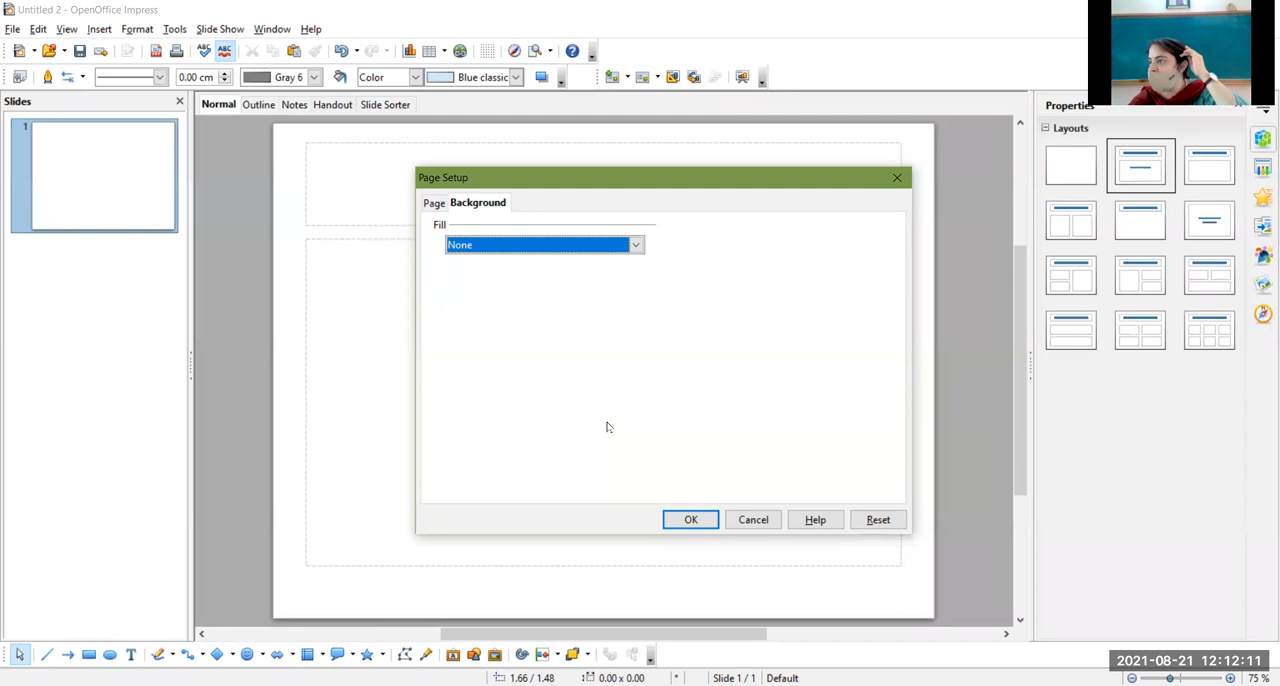 Untitled 2 - OpenOffice Impress
File Edit View Insert Format Tools Slide Show Window Help
0.00 cm Gray 6 Color Blue classic
Slides
Normal Outline Notes Handout Slide Sorter
Properties
Layouts
1
Page Setup
Page Background
Fill
None
OK Cancel Help Reset
2021-08-21 12:12:11
1.66 / 1.48 0.00 x 0.00 * Slide 1 / 1 Default 75 %